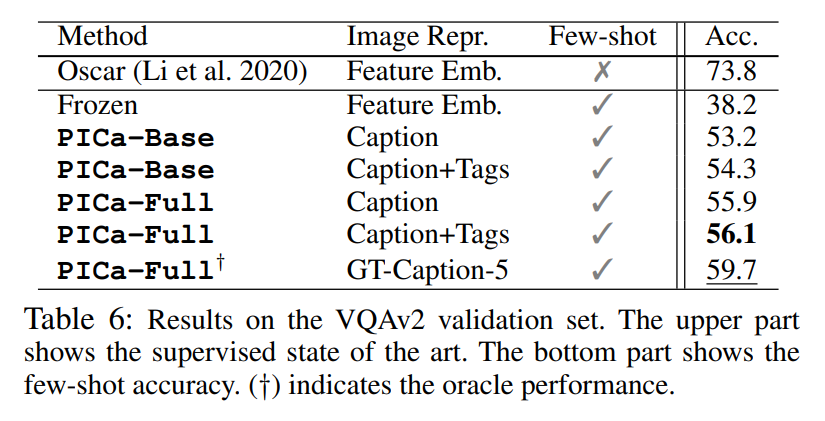 Method Image Repr. Few-shot Acc.
Oscar (Li et al. 2020) Feature Emb. ✗ 73.8
Frozen Feature Emb. ✓ 38.2
PICa-Base Caption ✓ 53.2
PICa-Base Caption+Tags ✓ 54.3
PICa-Full Caption ✓ 55.9
PICa-Full Caption+Tags ✓ 56.1
PICa-Full† GT-Caption-5 ✓ 59.7
Table 6: Results on the VQAv2 validation set. The upper part
shows the supervised state of the art. The bottom part shows the
few-shot accuracy. (†) indicates the oracle performance.